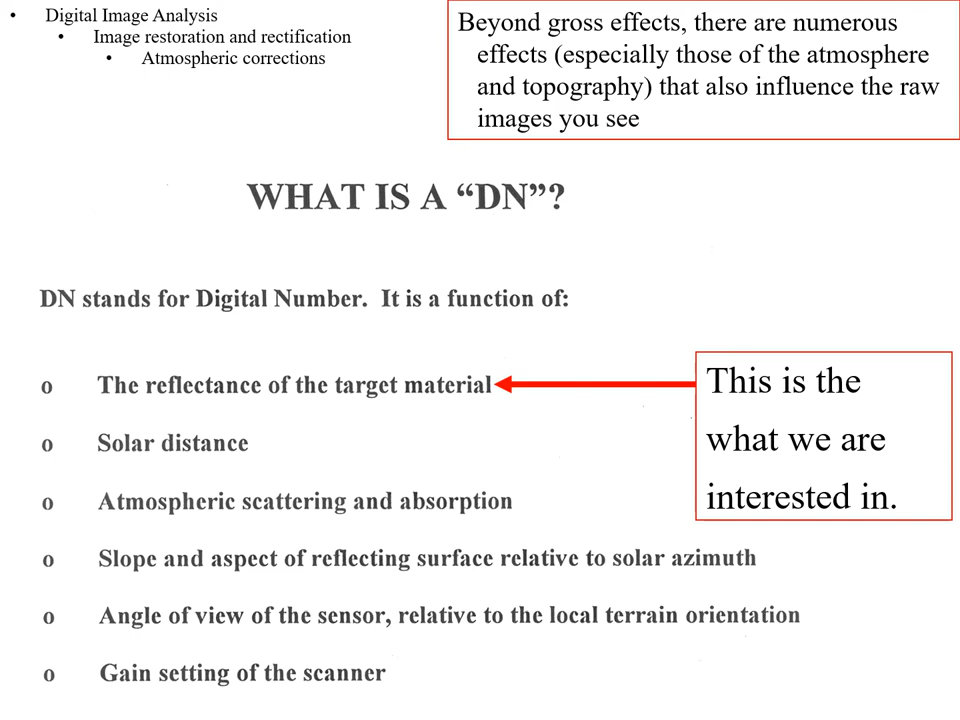 • Digital Image Analysis
• Image restoration and rectification
• Atmospheric corrections
Beyond gross effects, there are numerous
effects (especially those of the atmosphere
and topography) that also influence the raw
images you see
WHAT IS A “DN”?
DN stands for Digital Number. It is a function of:
o The reflectance of the target material
This is the
what we are
interested in.
o Solar distance
o Atmospheric scattering and absorption
o Slope and aspect of reflecting surface relative to solar azimuth
o Angle of view of the sensor, relative to the local terrain orientation
o Gain setting of the scanner